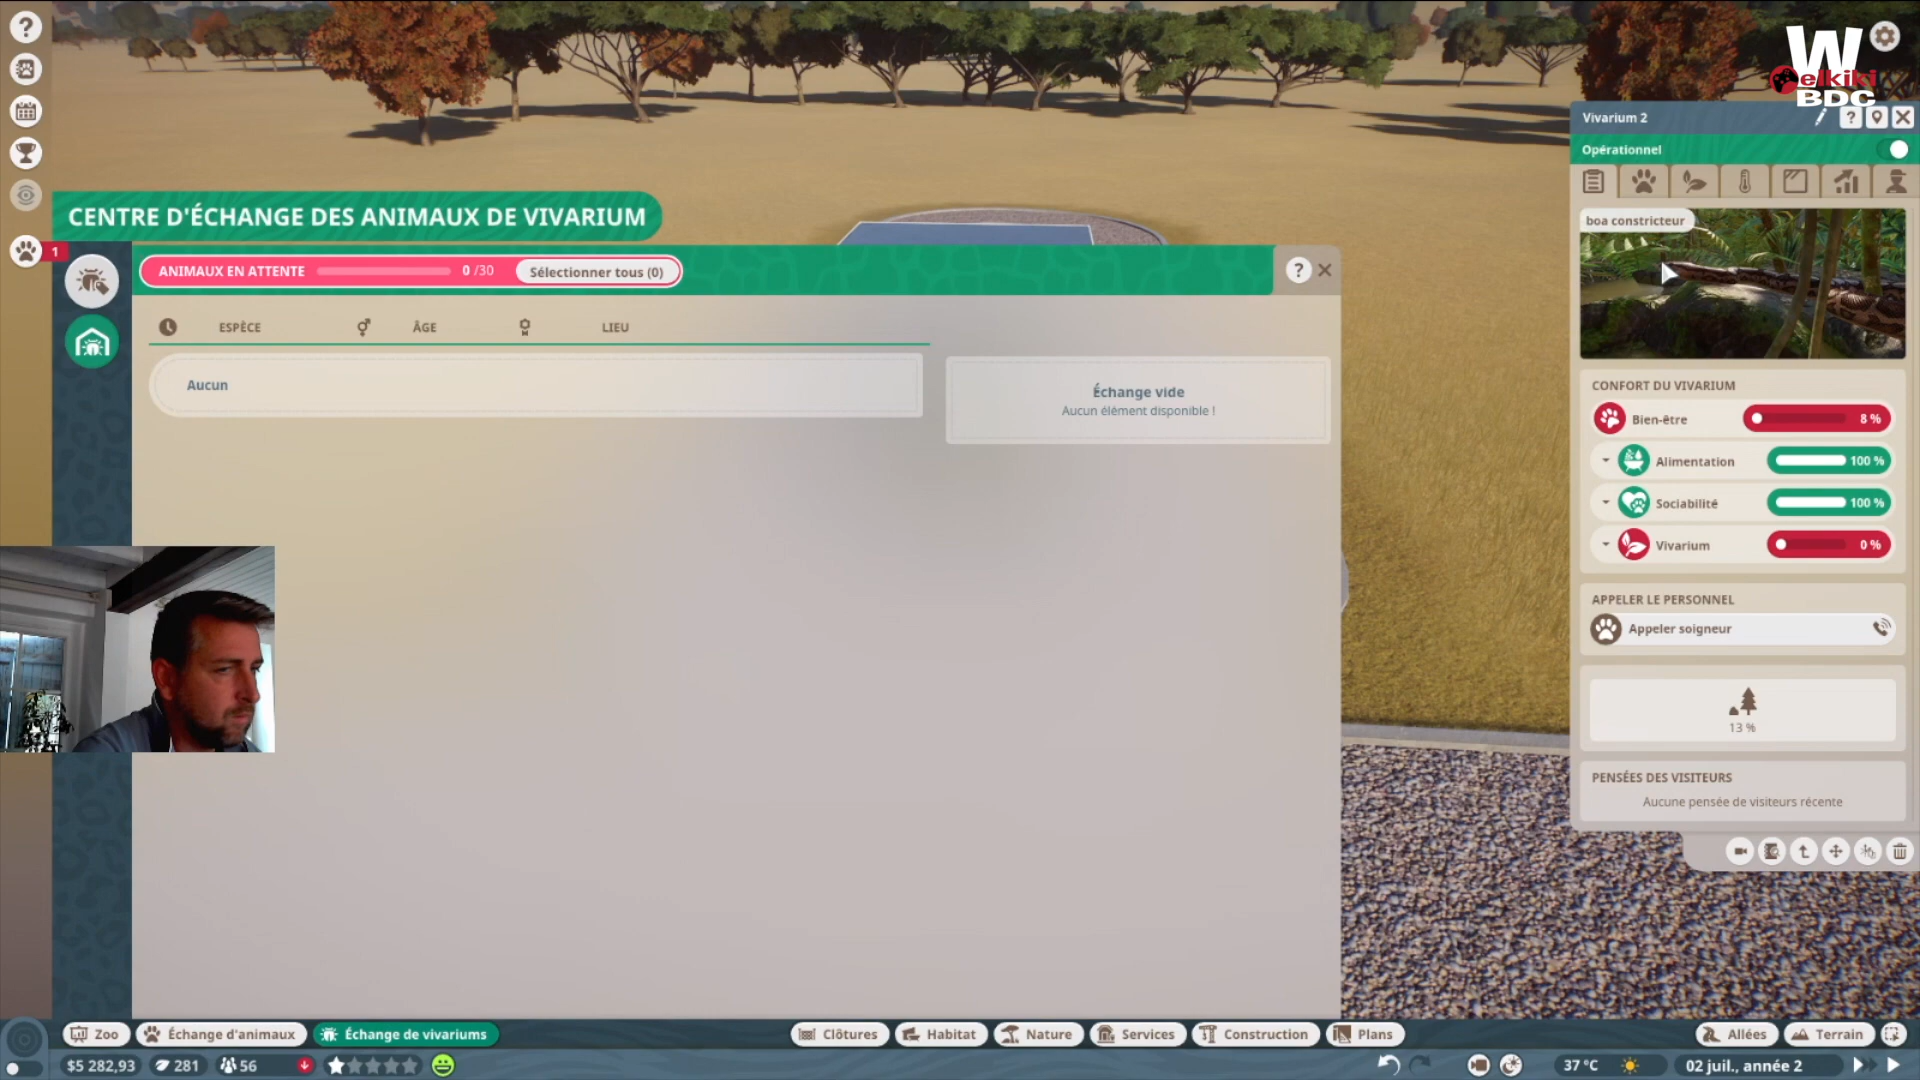 W
elkiki
BDC
Vivarium 2
?
Opérationnel
boa constricteur
CONFORT DU VIVARIUM
Bien-être 8 %
Alimentation 100 %
Sociabilité 100 %
Vivarium 0 %
APPELER LE PERSONNEL
Appeler soigneur
13 %
PENSÉES DES VISITEURS
Aucune pensée de visiteurs récente
?
1
CENTRE D'ÉCHANGE DES ANIMAUX DE VIVARIUM
ANIMAUX EN ATTENTE 0 /30 Sélectionner tous (0)
?
ESPÈCE ÂGE LIEU
Aucun
Échange vide
Aucun élément disponible !
Zoo Échange d'animaux Échange de vivariums Clôtures Habitat Nature Services Construction Plans Allées Terrain
$5 282,93 281 56 37 °C 02 juil., année 2